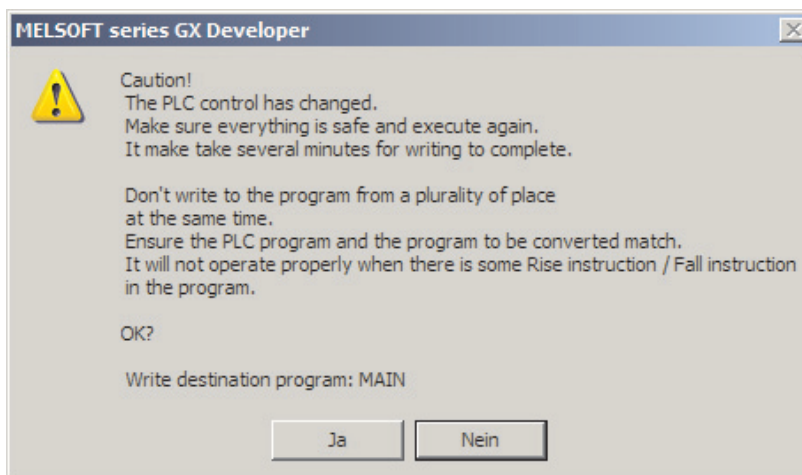 MELSOFT series GX Developer
Caution!
The PLC control has changed.
Make sure everything is safe and execute again.
It make take several minutes for writing to complete.
Don't write to the program from a plurality of place
at the same time.
Ensure the PLC program and the program to be converted match.
It will not operate properly when there is some Rise instruction / Fall instruction
in the program.
OK?
Write destination program: MAIN
Ja
Nein